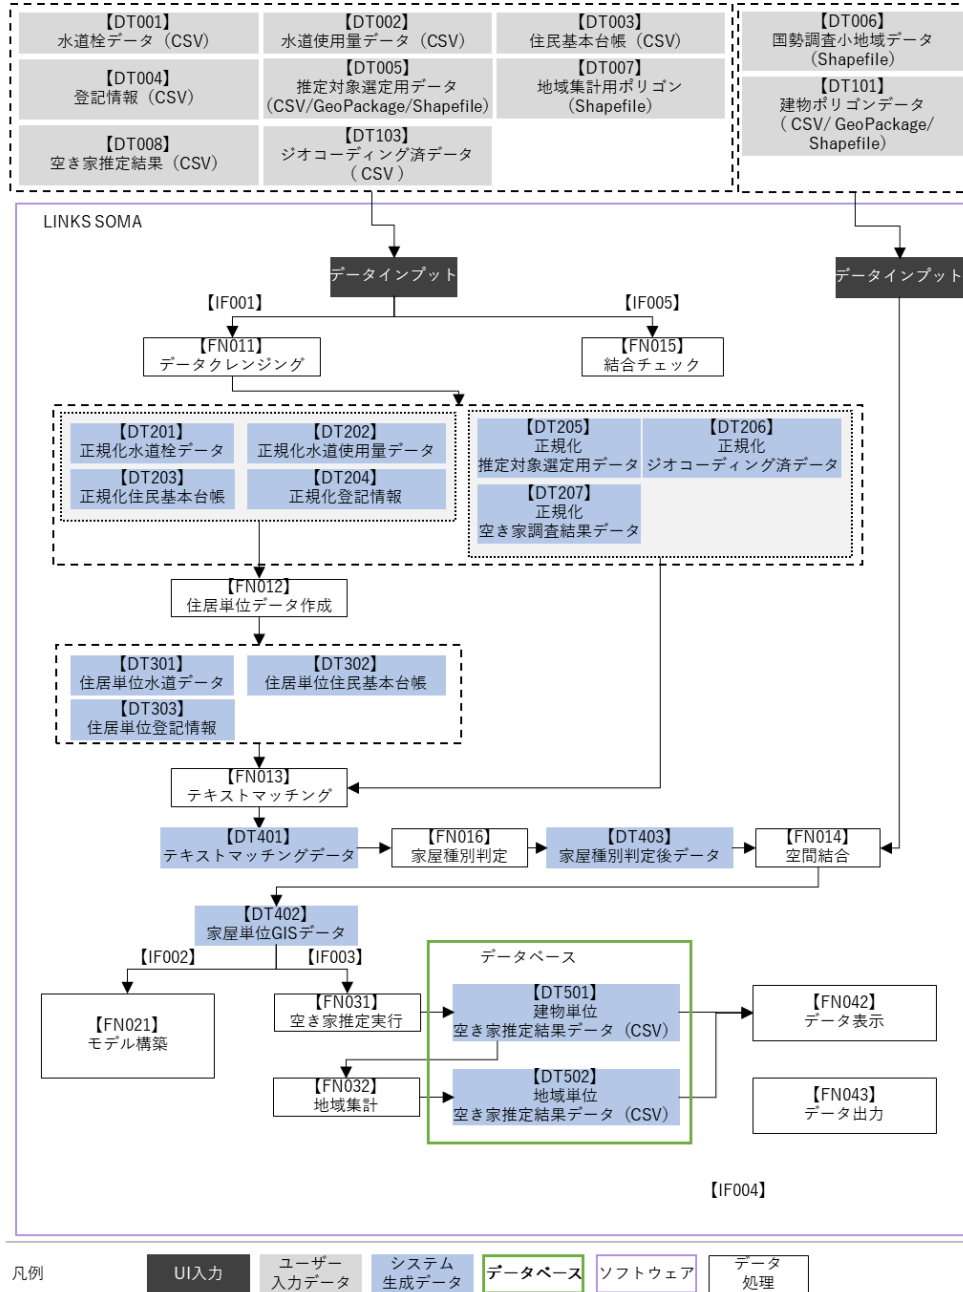 【DT001】
水道栓データ（CSV）
【DT002】
水道使用量データ（CSV）
【DT003】
住民基本台帳（CSV）
【DT004】
登記情報（CSV）
【DT005】
推定対象選定用データ
(CSV/GeoPackage/Shapefile)
【DT007】
地域集計用ポリゴン
（Shapefile）
【DT008】
空き家推定結果（CSV）
【DT103】
ジオコーディング済データ
（CSV）
【DT006】
国勢調査小地域データ
（Shapefile）
【DT101】
建物ポリゴンデータ
（CSV/ GeoPackage/
Shapefile）
LINKS SOMA
データインプット
データインプット
【IF001】
【IF005】
【FN011】
データクレンジング
【FN015】
結合チェック
【DT201】
正規化水道栓データ
【DT202】
正規化水道使用量データ
【DT203】
正規化住民基本台帳
【DT204】
正規化登記情報
【DT205】
正規化
推定対象選定用データ
【DT206】
正規化
ジオコーディング済データ
【DT207】
正規化
空き家調査結果データ
【FN012】
住居単位データ作成
【DT301】
住居単位水道データ
【DT302】
住居単位住民基本台帳
【DT303】
住居単位登記情報
【FN013】
テキストマッチング
【DT401】
テキストマッチングデータ
【FN016】
家屋種別判定
【DT403】
家屋種別判定後データ
【FN014】
空間結合
【DT402】
家屋単位GISデータ
【IF002】
【IF003】
【FN021】
モデル構築
【FN031】
空き家推定実行
【FN032】
地域集計
データベース
【DT501】
建物単位
空き家推定結果データ（CSV）
【DT502】
地域単位
空き家推定結果データ（CSV）
【FN042】
データ表示
【FN043】
データ出力
【IF004】
凡例
UI入力
ユーザー
入力データ
システム
生成データ
データベース
ソフトウェア
データ
処理